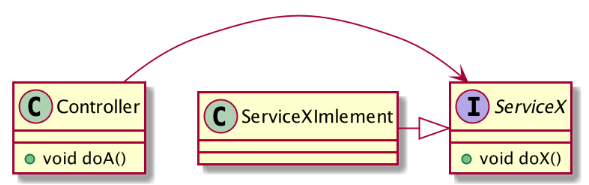 C Controller
void doA()
C ServiceXImlement
I ServiceX
void doX()